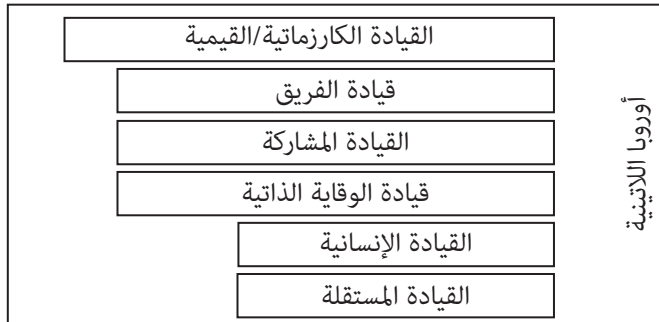 القيادة الكارزماتية/القيمية
قيادة الفريق
القيادة المشاركة
قيادة الوقاية الذاتية
القيادة الإنسانية
القيادة المستقلة
أوروبا اللاتينية